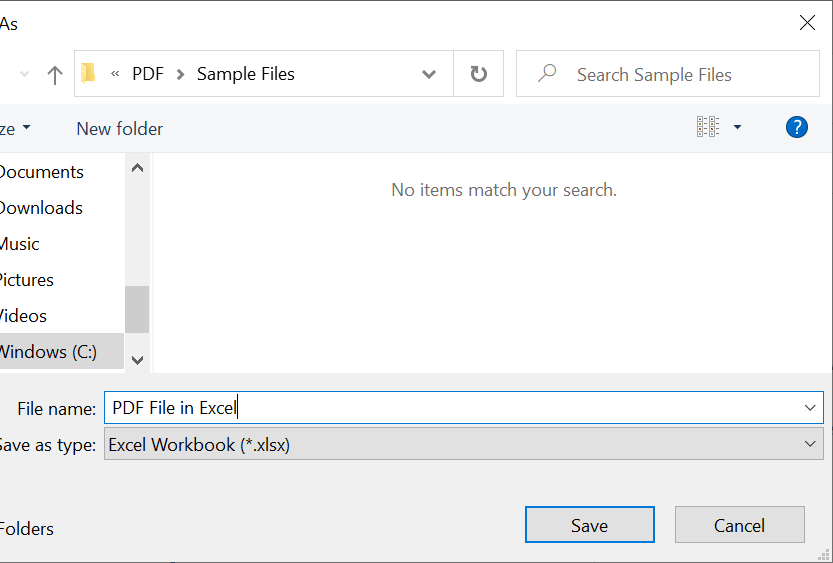 As
« PDF > Sample Files
Search Sample Files
ze
New folder
?
No items match your search.
Documents
Downloads
Music
Pictures
Videos
Windows (C:)
File name: PDF File in Excel
Save as type: Excel Workbook (*.xlsx)
Folders
Save
Cancel